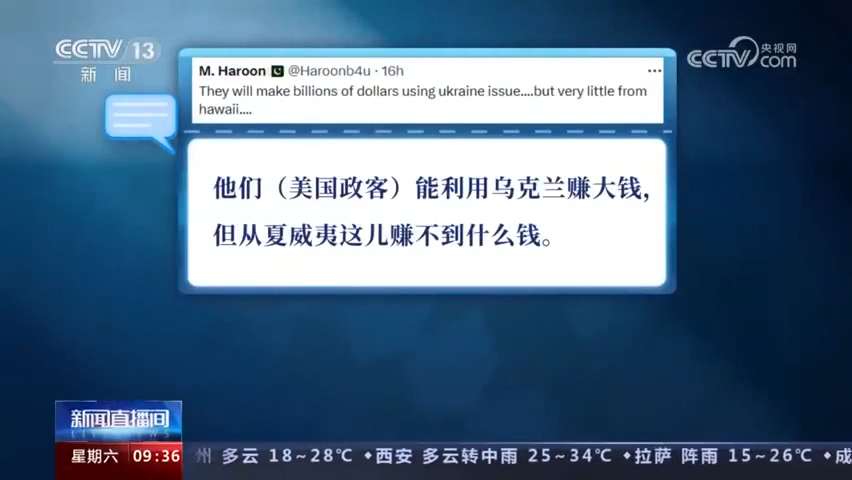 CCTV 13
新闻
CCTV 央视网
com
M. Haroon @Haroonb4u · 16h
They will make billions of dollars using ukraine issue....but very little from
hawaii....
他们（美国政客）能利用乌克兰赚大钱，
但从夏威夷这儿赚不到什么钱。
新闻直播间
星期六 09:36
州 多云 18~28℃ 西安 多云转中雨 25~34℃ 拉萨 阵雨 15~26℃ 成